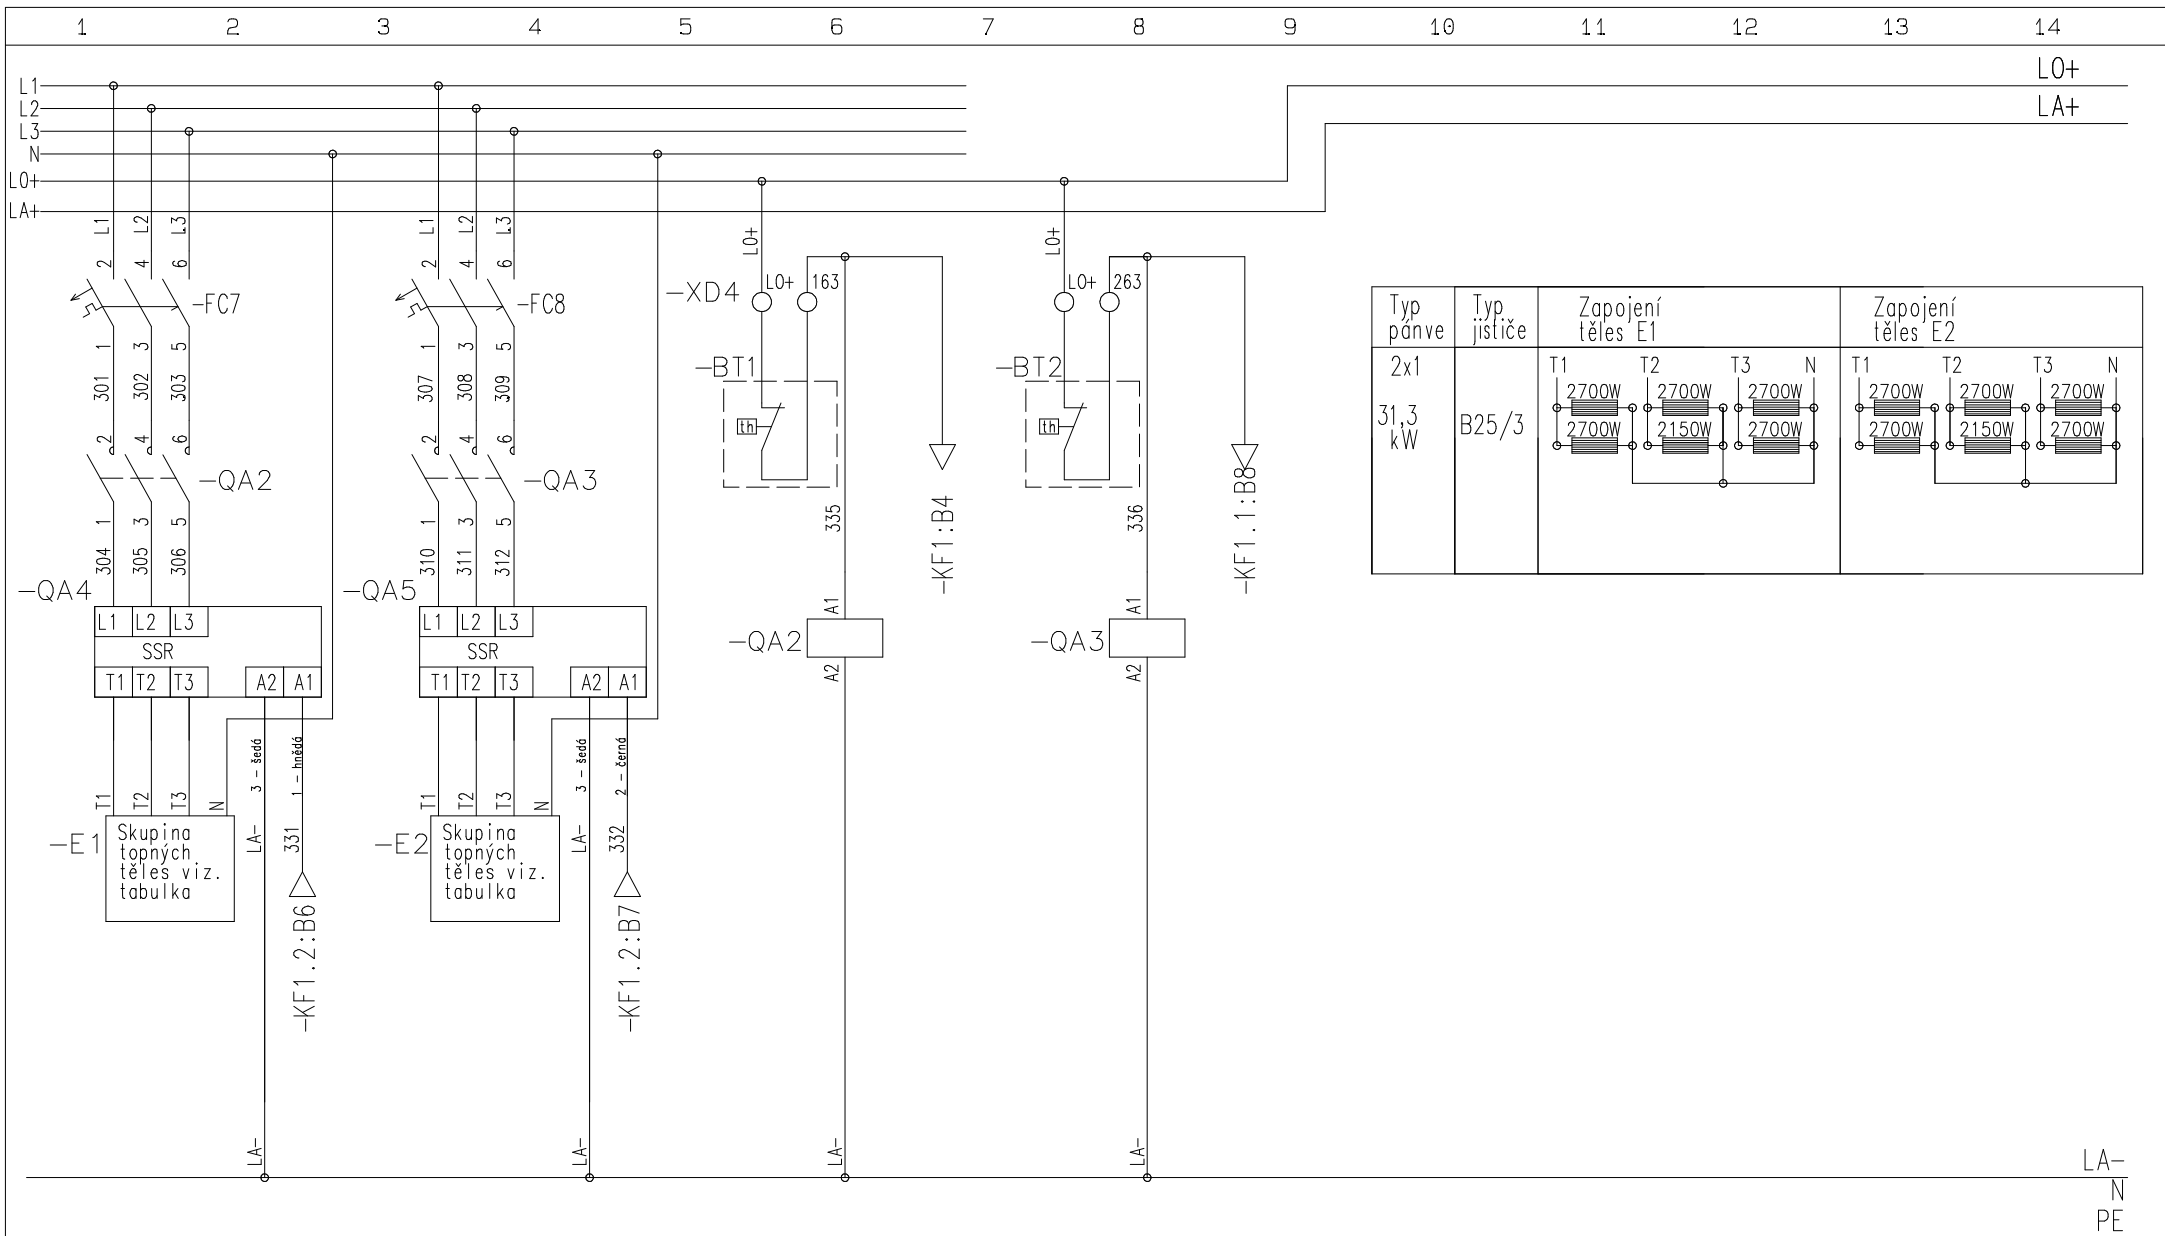 1 2 3 4 5 6 7 8 9 10 11 12 13 14
L0+
LA+
L1
L2
L3
N
L0+
LA+
L1 L2 L3
L1 L2 L3
L0+
L0+
2 4 6
2 4 6
-FC7
-FC8
-XD4
L0+ 163
L0+ 263
1 3 5
1 3 5
301 302 303
307 308 309
-BT1
-BT2
th
th
2 4 6
2 4 6
-QA2
-QA3
1 3 5
1 3 5
304 305 306
310 311 312
335
-KF1:B4
336
-KF1.1:B8
-QA4
L1 L2 L3
SSR
T1 T2 T3 A2 A1
-QA5
L1 L2 L3
SSR
T1 T2 T3 A2 A1
A1
-QA2
A2
A1
-QA3
A2
3 - šedá
1 - hnědá
3 - šedá
2 - černá
T1 T2 T3 N
T1 T2 T3 N
-E1
Skupina
topných
těles viz.
tabulka
LA-
331
-KF1.2:B6
-E2
Skupina
topných
těles viz.
tabulka
LA-
332
-KF1.2:B7
LA-
LA-
LA-
LA-
Typ
pánve
Typ
jističe
Zapojení
těles E1
Zapojení
těles E2
2x1
31,3
kW
B25/3
T1 T2 T3 N
2700W 2700W 2700W
2700W 2150W 2700W
T1 T2 T3 N
2700W 2700W 2700W
2700W 2150W 2700W
LA-
N
PE